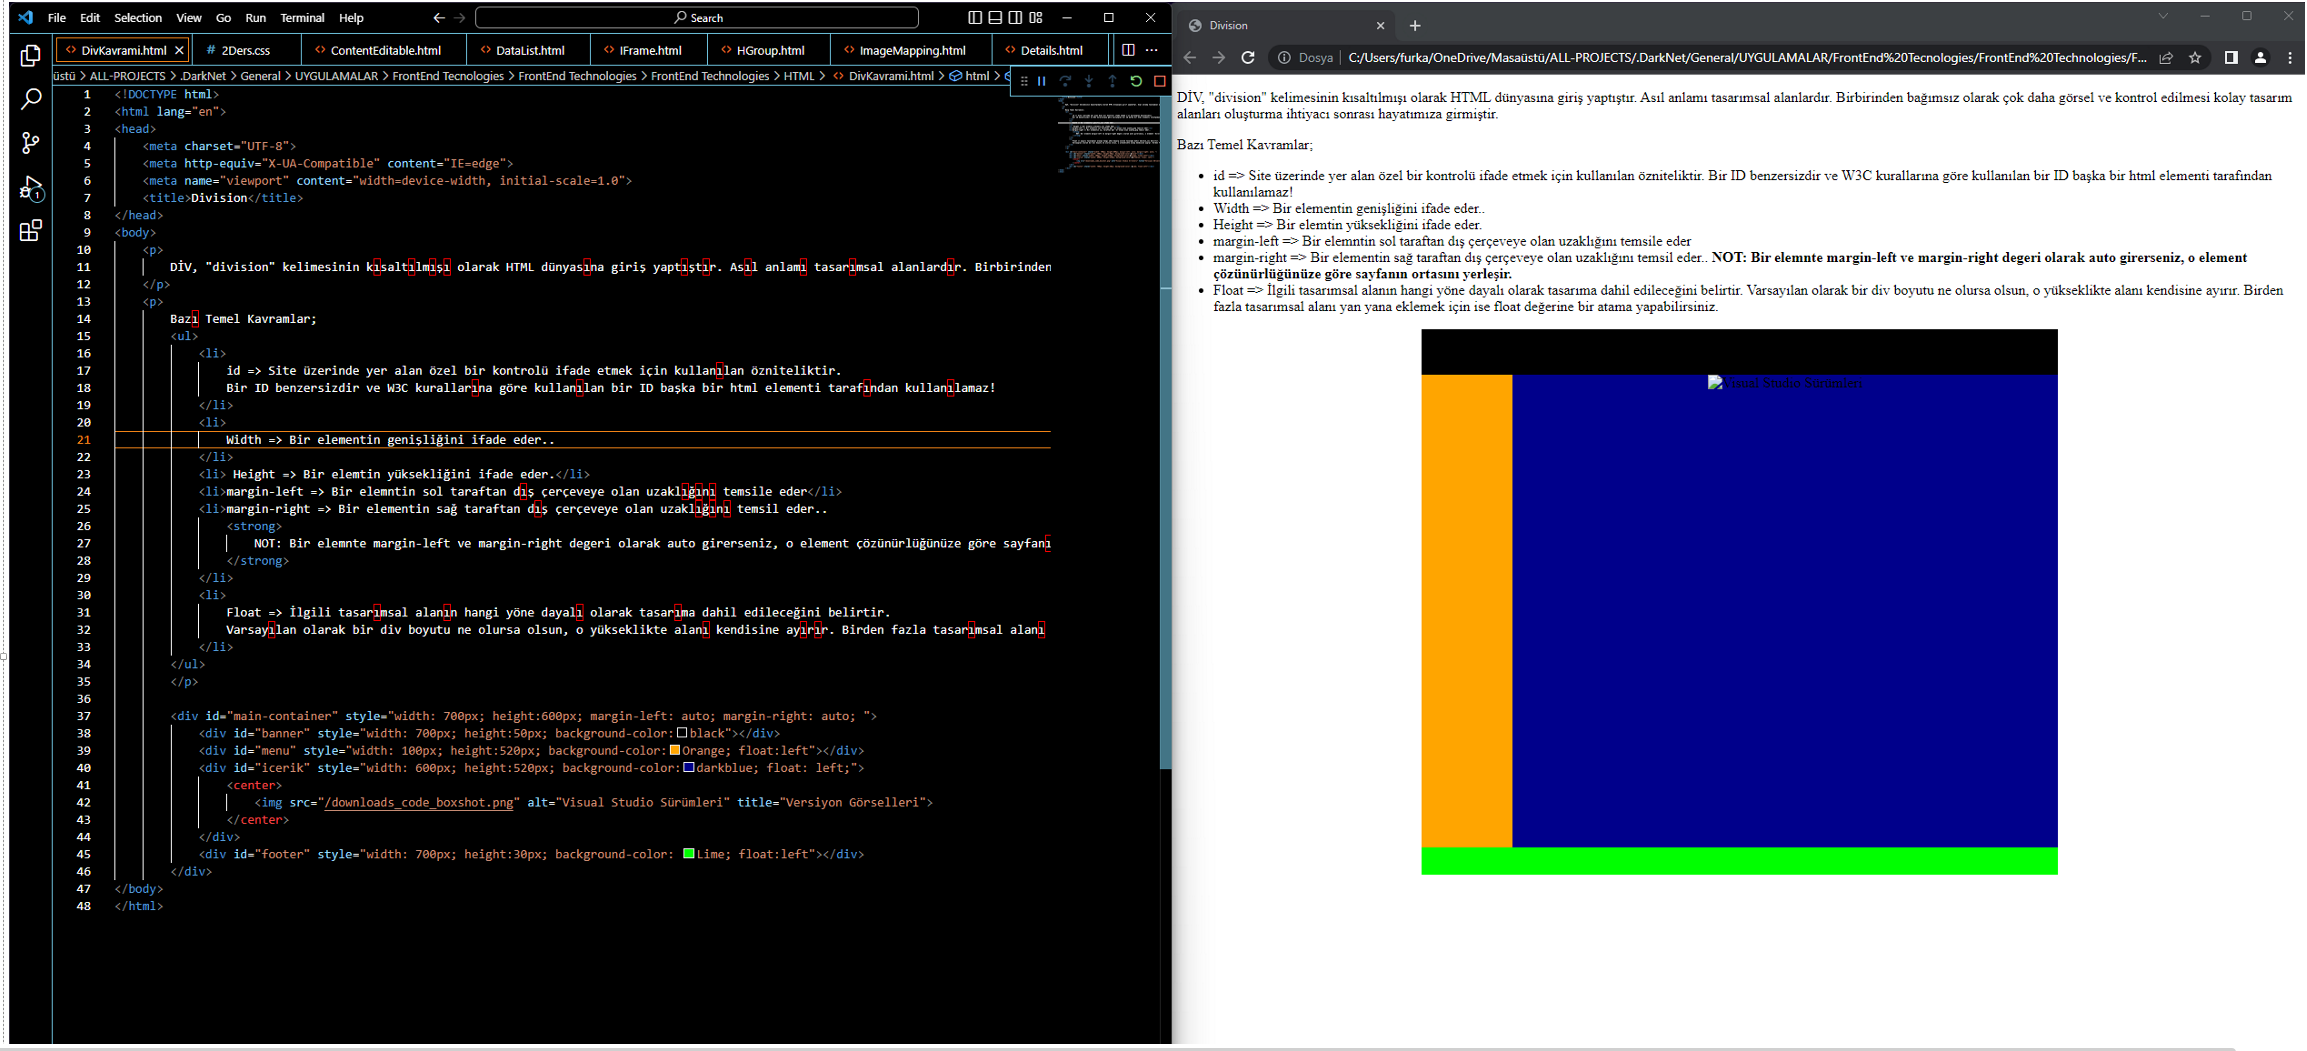 File Edit Selection View Go Run Terminal Help Search
DivKavrami.html 2Ders.css ContentEditable.html DataList.html IFrame.html HGroup.html ImageMapping.html Details.html
üstü > ALL-PROJECTS > .DarkNet > General > UYGULAMALAR > FrontEnd Tecnologies > FrontEnd Technologies > FrontEnd Technologies > HTML > DivKavrami.html > html >
1 <!DOCTYPE html>
2 <html lang="en">
3 <head>
4 <meta charset="UTF-8">
5 <meta http-equiv="X-UA-Compatible" content="IE=edge">
6 <meta name="viewport" content="width=device-width, initial-scale=1.0">
7 <title>Division</title>
8 </head>
9 <body>
10 <p>
11 DİV, "division" kelimesinin kısaltılmışı olarak HTML dünyasına giriş yaptıştır. Asıl anlamı tasarımsal alanlardır. Birbirinden
12 </p>
13 <p>
14 Bazı Temel Kavramlar;
15 <ul>
16 <li>
17 id => Site üzerinde yer alan özel bir kontrolü ifade etmek için kullanılan özniteliktir.
18 Bir ID benzersizdir ve W3C kurallarına göre kullanılan bir ID başka bir html elementi tarafından kullanılamaz!
19 </li>
20 <li>
21 Width => Bir elementin genişliğini ifade eder..
22 </li>
23 <li> Height => Bir elemtin yüksekliğini ifade eder.</li>
24 <li>margin-left => Bir elemntin sol taraftan dış çerçeveye olan uzaklığını temsile eder</li>
25 <li>margin-right => Bir elementin sağ taraftan dış çerçeveye olan uzaklığını temsil eder..
26 <strong>
27 NOT: Bir elemnte margin-left ve margin-right degeri olarak auto girerseniz, o element çözünürlüğünüze göre sayfanı
28 </strong>
29 </li>
30 <li>
31 Float => İlgili tasarımsal alanın hangi yöne dayalı olarak tasarıma dahil edileceğini belirtir.
32 Varsayılan olarak bir div boyutu ne olursa olsun, o yükseklikte alanı kendisine ayırır. Birden fazla tasarımsal alanı
33 </li>
34 </ul>
35 </p>
36
37 <div id="main-container" style="width: 700px; height:600px; margin-left: auto; margin-right: auto; ">
38 <div id="banner" style="width: 700px; height:50px; background-color:black"></div>
39 <div id="menu" style="width: 100px; height:520px; background-color:Orange; float:left"></div>
40 <div id="icerik" style="width: 600px; height:520px; background-color:darkblue; float: left;">
41 <center>
42 <img src="/downloads_code_boxshot.png" alt="Visual Studio Sürümleri" title="Versiyon Görselleri">
43 </center>
44 </div>
45 <div id="footer" style="width: 700px; height:30px; background-color: Lime; float:left"></div>
46 </div>
47 </body>
48 </html>
1
Division
Dosya | C:/Users/furka/OneDrive/Masaüstü/ALL-PROJECTS/.DarkNet/General/UYGULAMALAR/FrontEnd%20Tecnologies/FrontEnd%20Technologies/F...
DİV, "division" kelimesinin kısaltılmışı olarak HTML dünyasına giriş yaptıştır. Asıl anlamı tasarımsal alanlardır. Birbirinden bağımsız olarak çok daha görsel ve kontrol edilmesi kolay tasarım
alanları oluşturma ihtiyacı sonrası hayatımıza girmiştir.
Bazı Temel Kavramlar;
• id => Site üzerinde yer alan özel bir kontrolü ifade etmek için kullanılan özniteliktir. Bir ID benzersizdir ve W3C kurallarına göre kullanılan bir ID başka bir html elementi tarafından
kullanılamaz!
• Width => Bir elementin genişliğini ifade eder..
• Height => Bir elemtin yüksekliğini ifade eder.
• margin-left => Bir elemntin sol taraftan dış çerçeveye olan uzaklığını temsile eder
• margin-right => Bir elementin sağ taraftan dış çerçeveye olan uzaklığını temsil eder.. NOT: Bir elemnte margin-left ve margin-right degeri olarak auto girerseniz, o element
çözünürlüğünüze göre sayfanın ortasını yerleşir.
• Float => İlgili tasarımsal alanın hangi yöne dayalı olarak tasarıma dahil edileceğini belirtir. Varsayılan olarak bir div boyutu ne olursa olsun, o yükseklikte alanı kendisine ayırır. Birden
fazla tasarımsal alanı yan yana eklemek için ise float değerine bir atama yapabilirsiniz.
Visual Studio Sürümleri